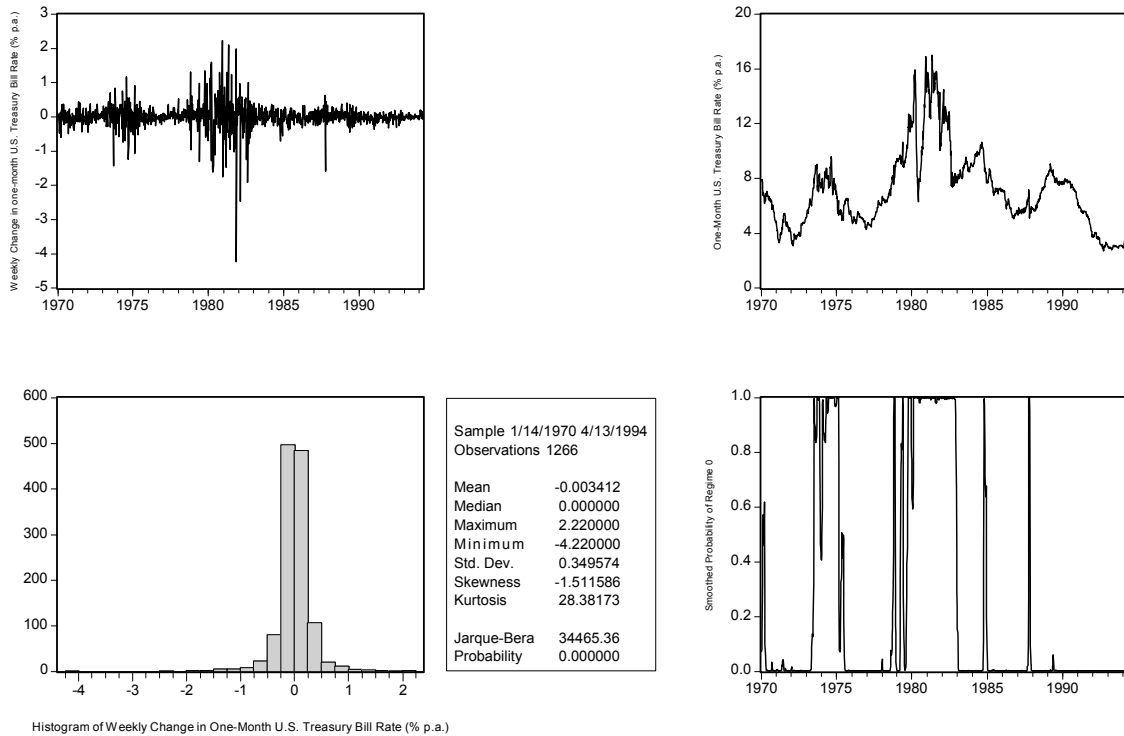 Weekly Change in one-month U.S. Treasury Bill Rate (% p.a.)
3
2
1
0
-1
-2
-3
-4
-5
1970 1975 1980 1985 1990
One-Month U.S. Treasury Bill Rate (% p.a.)
20
16
12
8
4
0
1970 1975 1980 1985 1990
600
500
400
300
200
100
0
-4 -2 -1 0 1 2
Histogram of Weekly Change in One-Month U.S. Treasury Bill Rate (% p.a.)
Sample 1/14/1970 4/13/1994
Observations 1266
Mean -0.003412
Median 0.000000
Maximum 2.220000
Minimum -4.220000
Std. Dev. 0.349574
Skewness -1.511586
Kurtosis 28.38173
Jarque-Bera 34465.36
Probability 0.000000
Smoothed Probability of Regime 0
1.0
0.8
0.6
0.4
0.2
0.0
1970 1975 1980 1985 1990